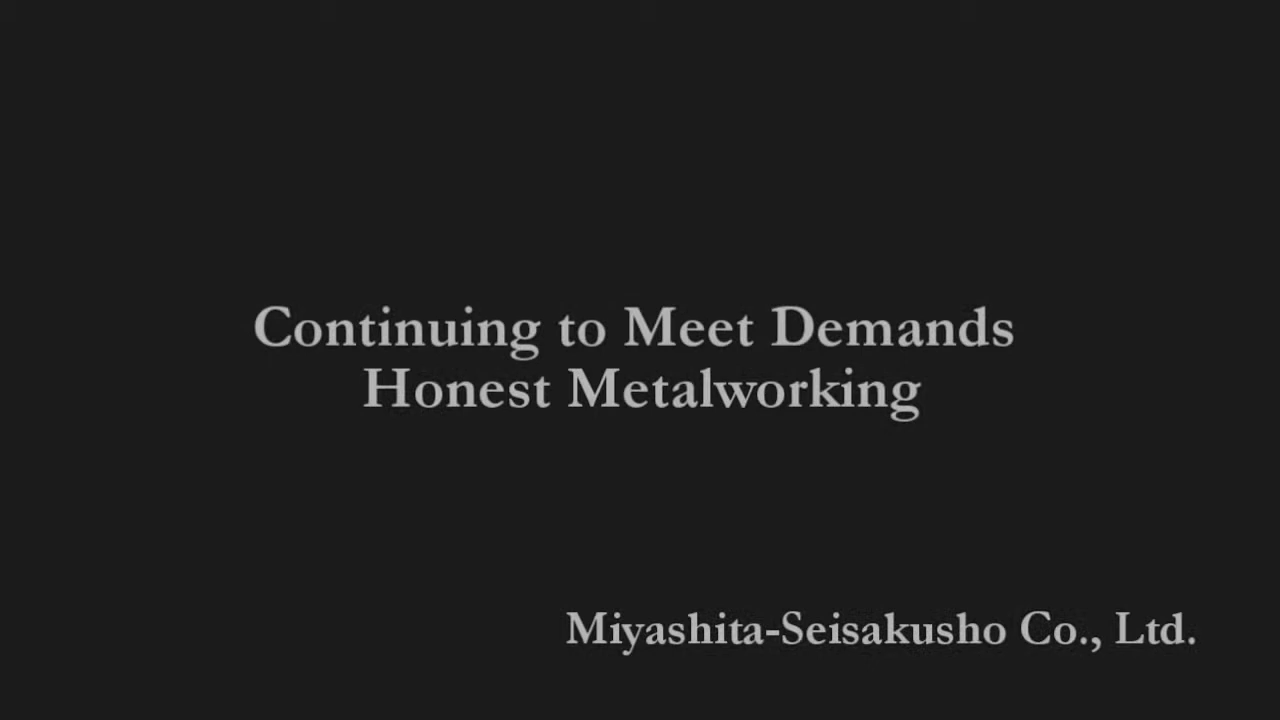 Continuing to Meet Demands
Honest Metalworking
Miyashita-Seisakusho Co., Ltd.